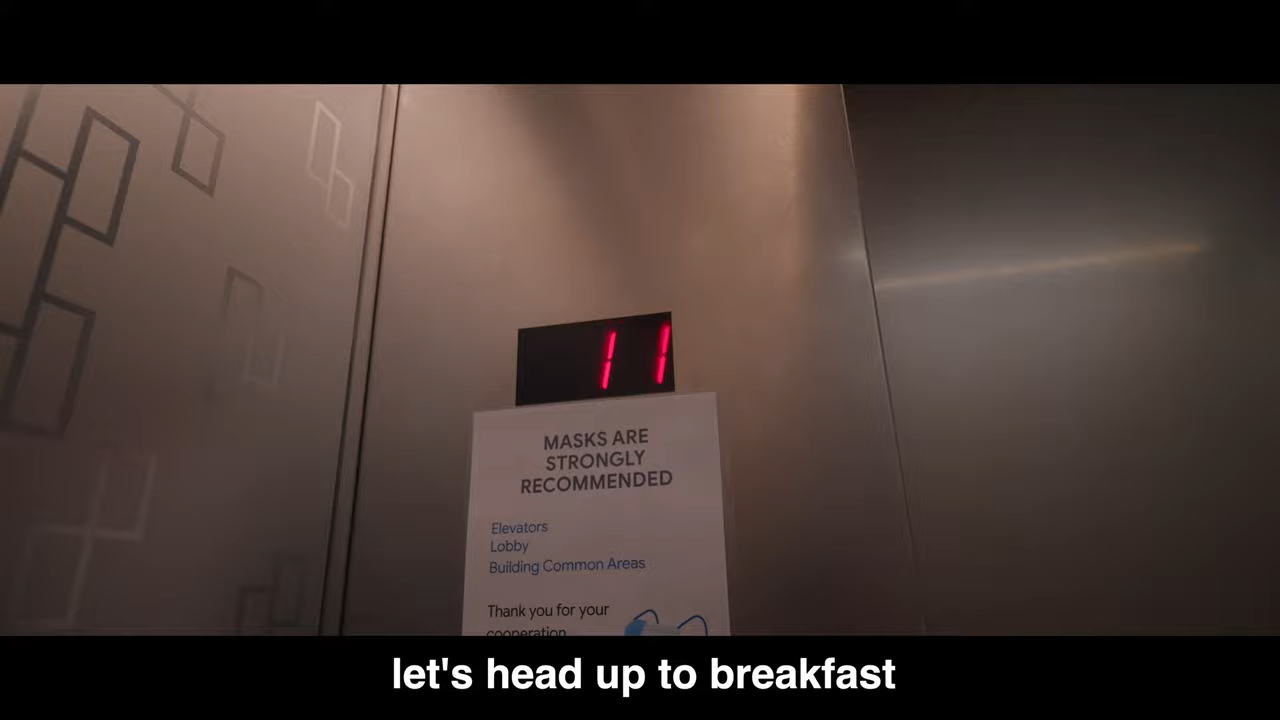 11
MASKS ARE
STRONGLY
RECOMMENDED
Elevators
Lobby
Building Common Areas
Thank you for your
cooperation
let's head up to breakfast